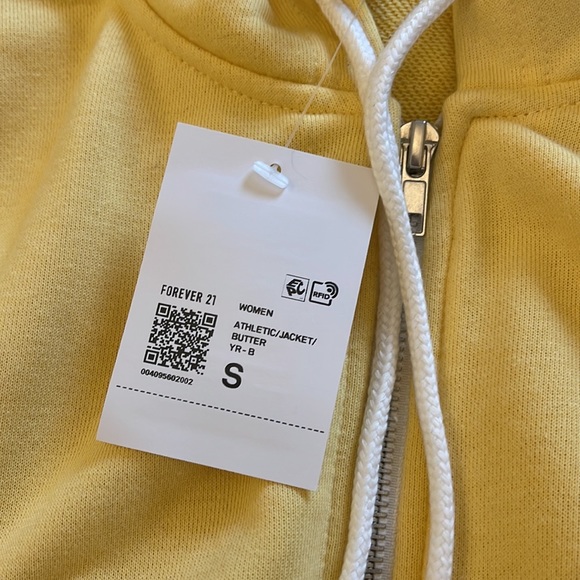 RFID
FOREVER 21
WOMEN
ATHLETIC/JACKET/
BUTTER
YR-B
S
004095602002